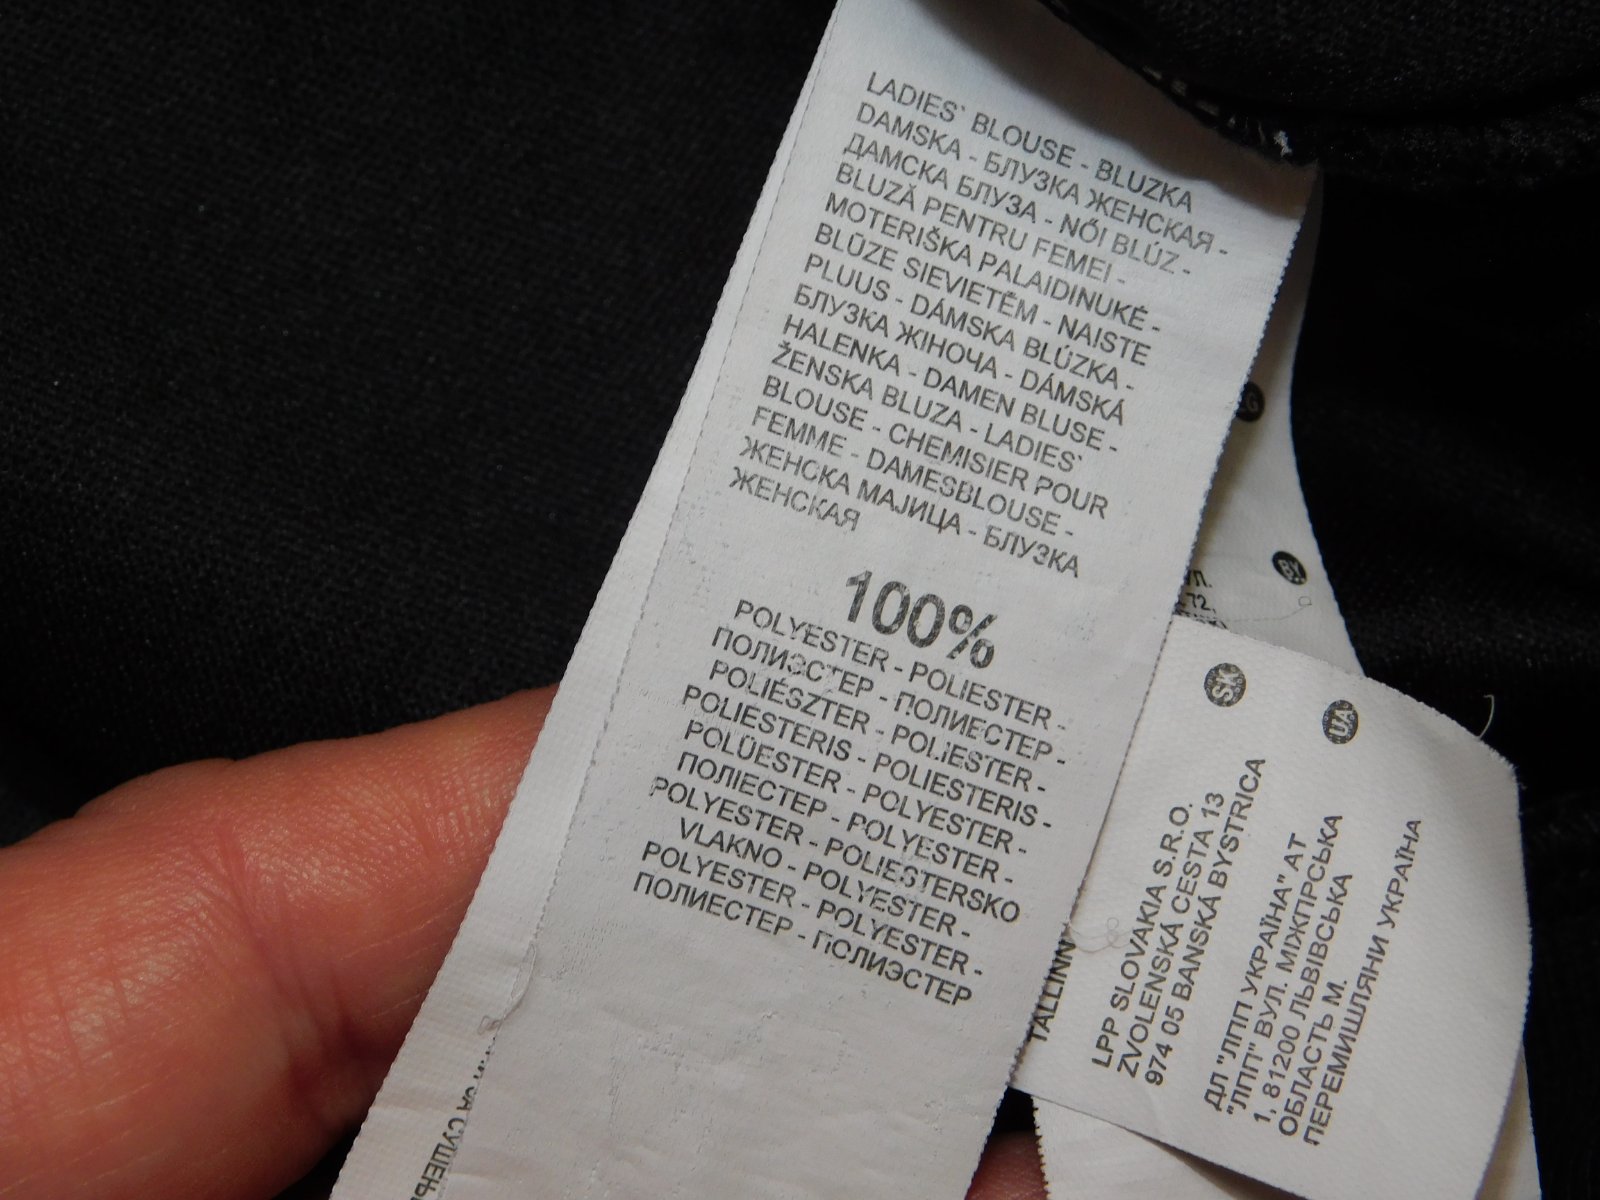 LADIES` BLOUSE - BLUZKA
DAMSKA - БЛУЗКА ЖЕНСКАЯ -
ДАМСКА БЛУЗА - NŐI BLÚZ -
BLUZĂ PENTRU FEMEI -
MOTERIŠKA PALAIDINUKĖ -
BLŪZE SIEVIETĒM - NAISTE
PLUUS - DÁMSKA BLÚZKA -
БЛУЗКА ЖІНОЧА - DÁMSKÁ
HALENKA - DAMEN BLUSE -
ŽENSKA BLUZA - LADIES`
BLOUSE - CHEMISIER POUR
FEMME - DAMESBLOUSE -
ЖЕНСКА МАЈИЦА - БЛУЗКА
ЖЕНСКАЯ
100%
POLYESTER - POLIESTER -
ПОЛИЭСТЕР - ПОЛИЕСТЕР -
POLIÉSZTER - POLIESTER -
POLIESTERIS - POLIESTERIS -
POLÜESTER - POLYESTER -
ПОЛІЕСТЕР - POLYESTER -
POLYESTER - POLIESTERSKO
VLAKNO - POLYESTER -
POLYESTER - POLYESTER -
ПОЛИЕСТЕР - ПОЛИЭСТЕР
BY
72,
TALLINN
SK
LPP SLOVAKIA S.R.O.
ZVOLENSKÁ CESTA 13
974 05 BANSKÁ BYSTRICA
UA
ДП "ЛПП УКРАЇНА" АТ
"ЛПП" ВУЛ. МІЖГІРСЬКА
1, 81200 ЛЬВІВСЬКА
ОБЛАСТЬ М.
ПЕРЕМИШЛЯНИ УКРАЇНА